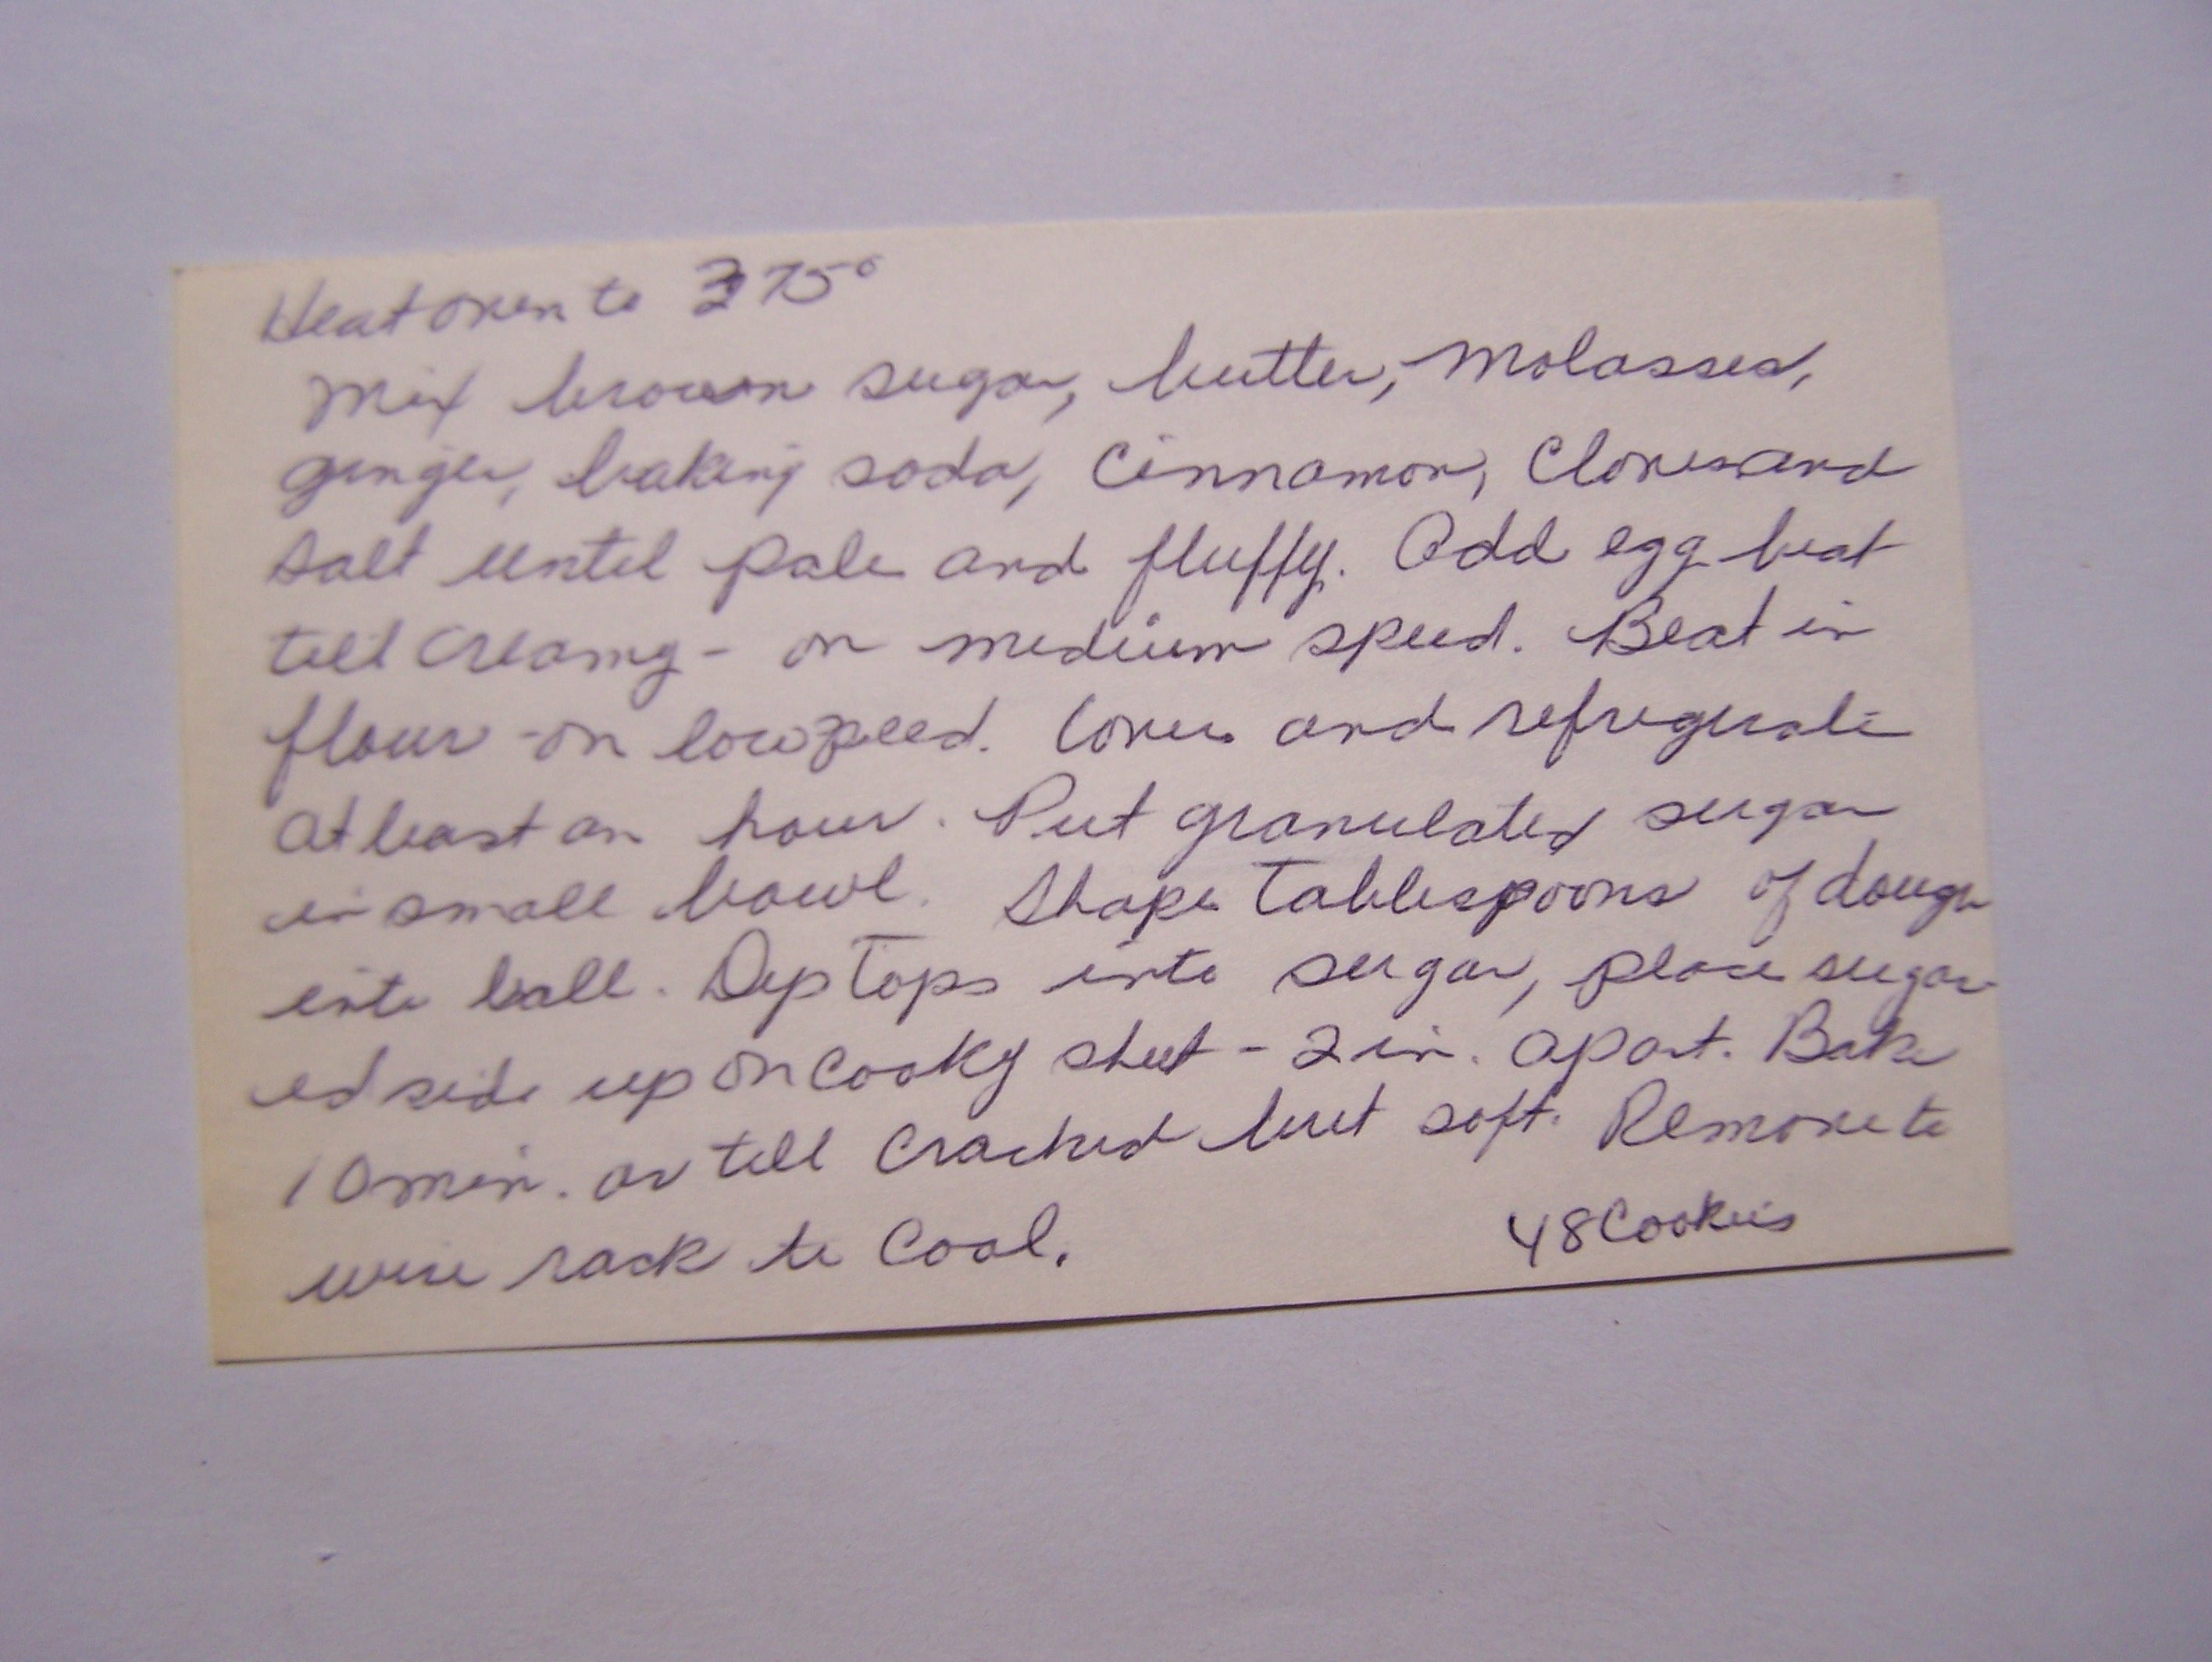 Heat oven to 375°
Mix brown sugar, butter, Molasses,
ginger, baking soda, Cinnamon, Cloves and
salt until pale and fluffy. Add egg beat
till Creamy - on medium speed. Beat in
flour - on low speed. Cover and refrigerate
at least an hour. Put granulated sugar
in small bowl. Shape Tablespoons of dough
into ball. Dip Tops into sugar, place sugar
ed side up on Cooky sheet - 2 in. apart. Bake
10 min. or till Cracked but soft. Remove to
wire rack to Cool.
48 Cookies